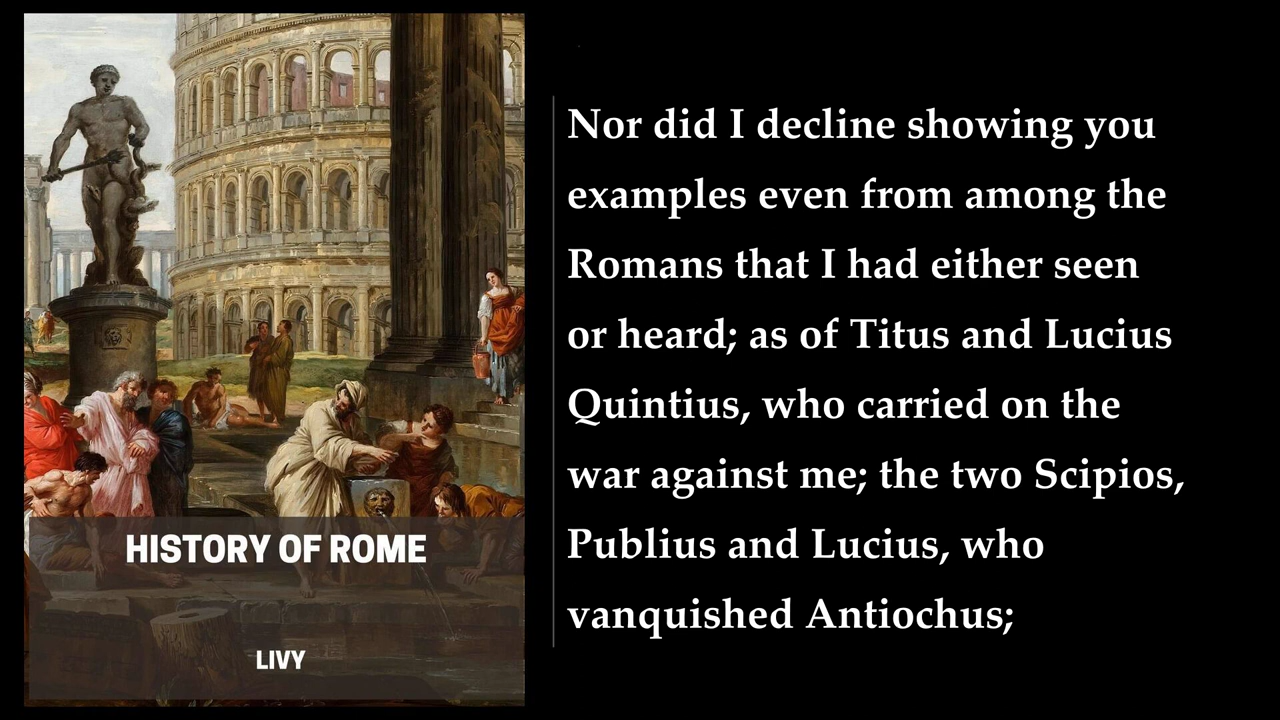 HISTORY OF ROME
LIVY
Nor did I decline showing you
examples even from among the
Romans that I had either seen
or heard; as of Titus and Lucius
Quintius, who carried on the
war against me; the two Scipios,
Publius and Lucius, who
vanquished Antiochus;